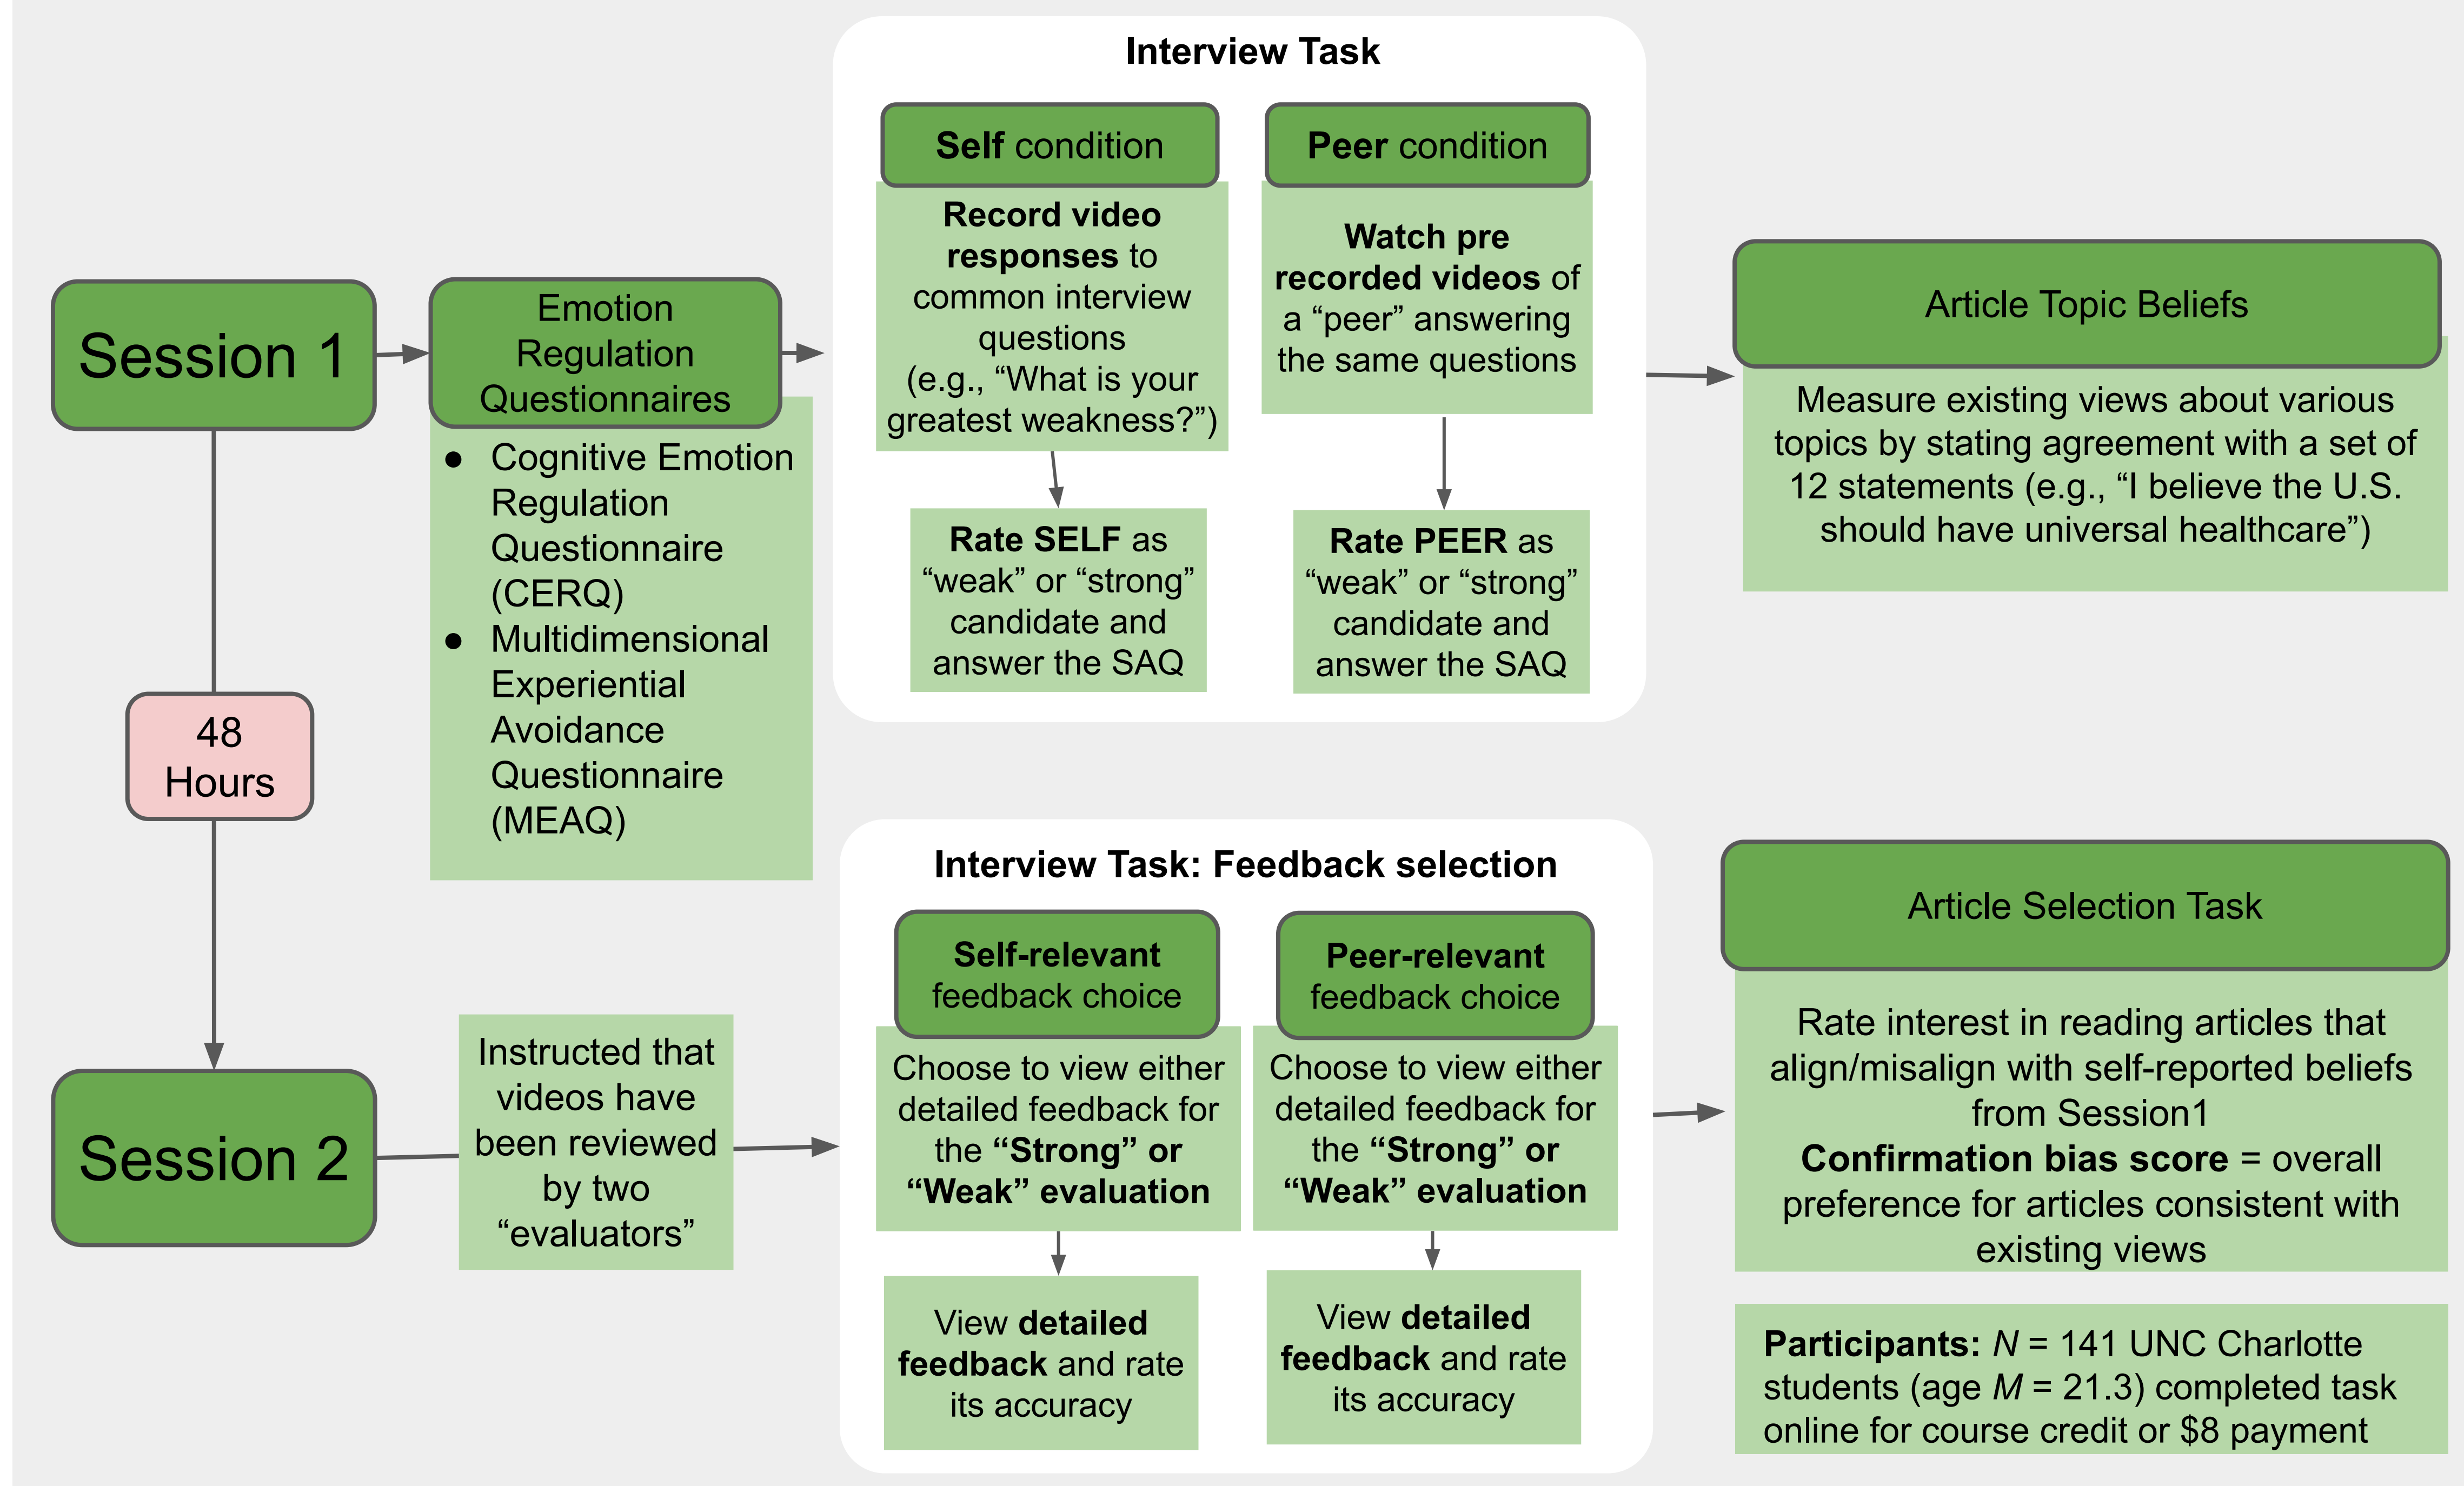 Session 1
Emotion
Regulation
Questionnaires
● Cognitive Emotion
Regulation
Questionnaire
(CERQ)
● Multidimensional
Experiential
Avoidance
Questionnaire
(MEAQ)
Interview Task
Self condition
Record video
responses to
common interview
questions
(e.g., “What is your
greatest weakness?”)
Rate SELF as
“weak” or “strong”
candidate and
answer the SAQ
Peer condition
Watch pre
recorded videos of
a “peer” answering
the same questions
Rate PEER as
“weak” or “strong”
candidate and
answer the SAQ
Article Topic Beliefs
Measure existing views about various
topics by stating agreement with a set of
12 statements (e.g., “I believe the U.S.
should have universal healthcare”)
48
Hours
Session 2
Instructed that
videos have
been reviewed
by two
“evaluators”
Interview Task: Feedback selection
Self-relevant
feedback choice
Choose to view either
detailed feedback for
the “Strong” or
“Weak” evaluation
View detailed
feedback and rate
its accuracy
Peer-relevant
feedback choice
Choose to view either
detailed feedback for
the “Strong” or
“Weak” evaluation
View detailed
feedback and rate
its accuracy
Article Selection Task
Rate interest in reading articles that
align/misalign with self-reported beliefs
from Session1
Confirmation bias score = overall
preference for articles consistent with
existing views
Participants: N = 141 UNC Charlotte
students (age M = 21.3) completed task
online for course credit or $8 payment